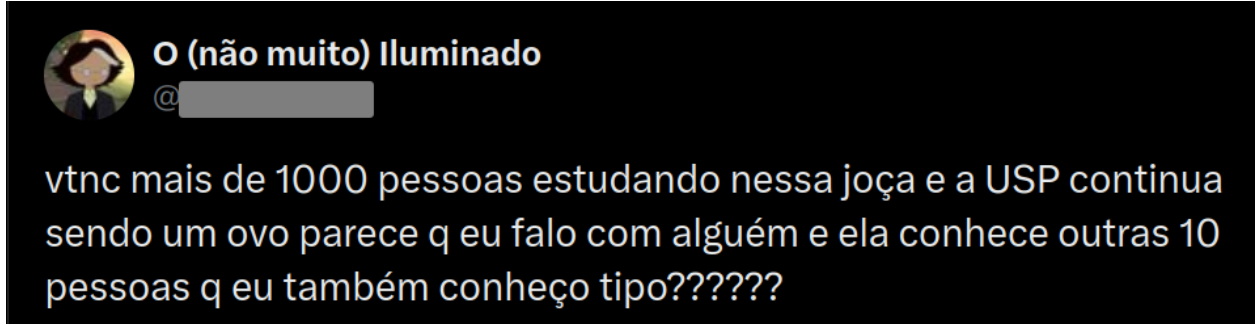 O (não muito) Iluminado
@
vtnc mais de 1000 pessoas estudando nessa joça e a USP continua
sendo um ovo parece q eu falo com alguém e ela conhece outras 10
pessoas q eu também conheço tipo??????